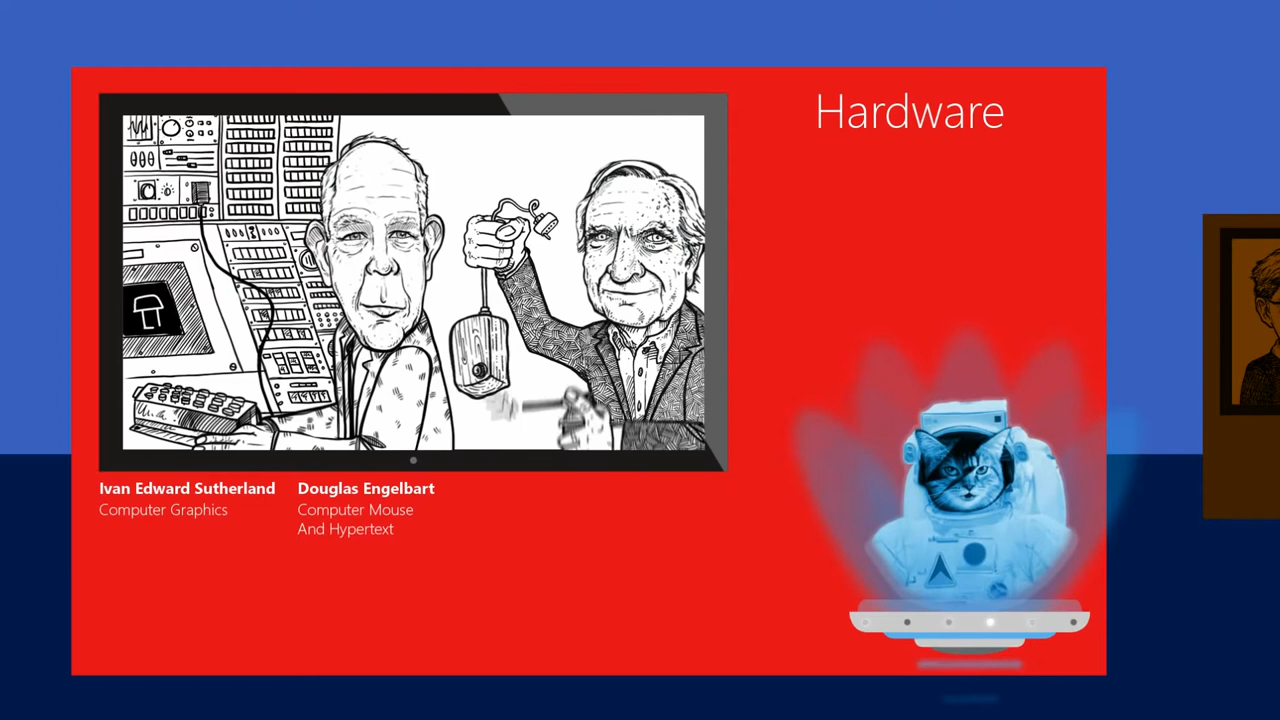 Hardware
Ivan Edward Sutherland
Computer Graphics
Douglas Engelbart
Computer Mouse
And Hypertext